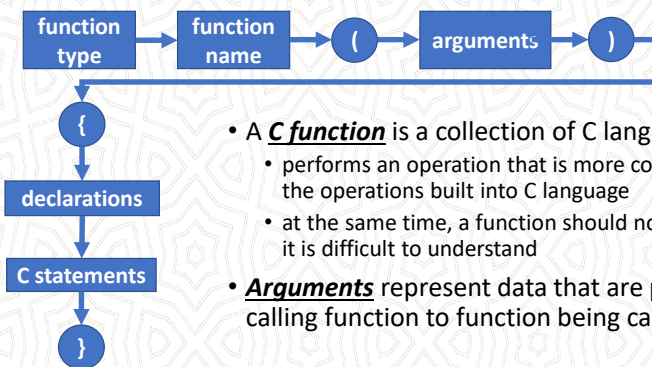 function type
function name
(
arguments
)
{
declarations
C statements
}
• A C function is a collection of C lang
• performs an operation that is more co
the operations built into C language
• at the same time, a function should no
it is difficult to understand
• Arguments represent data that are p
calling function to function being ca